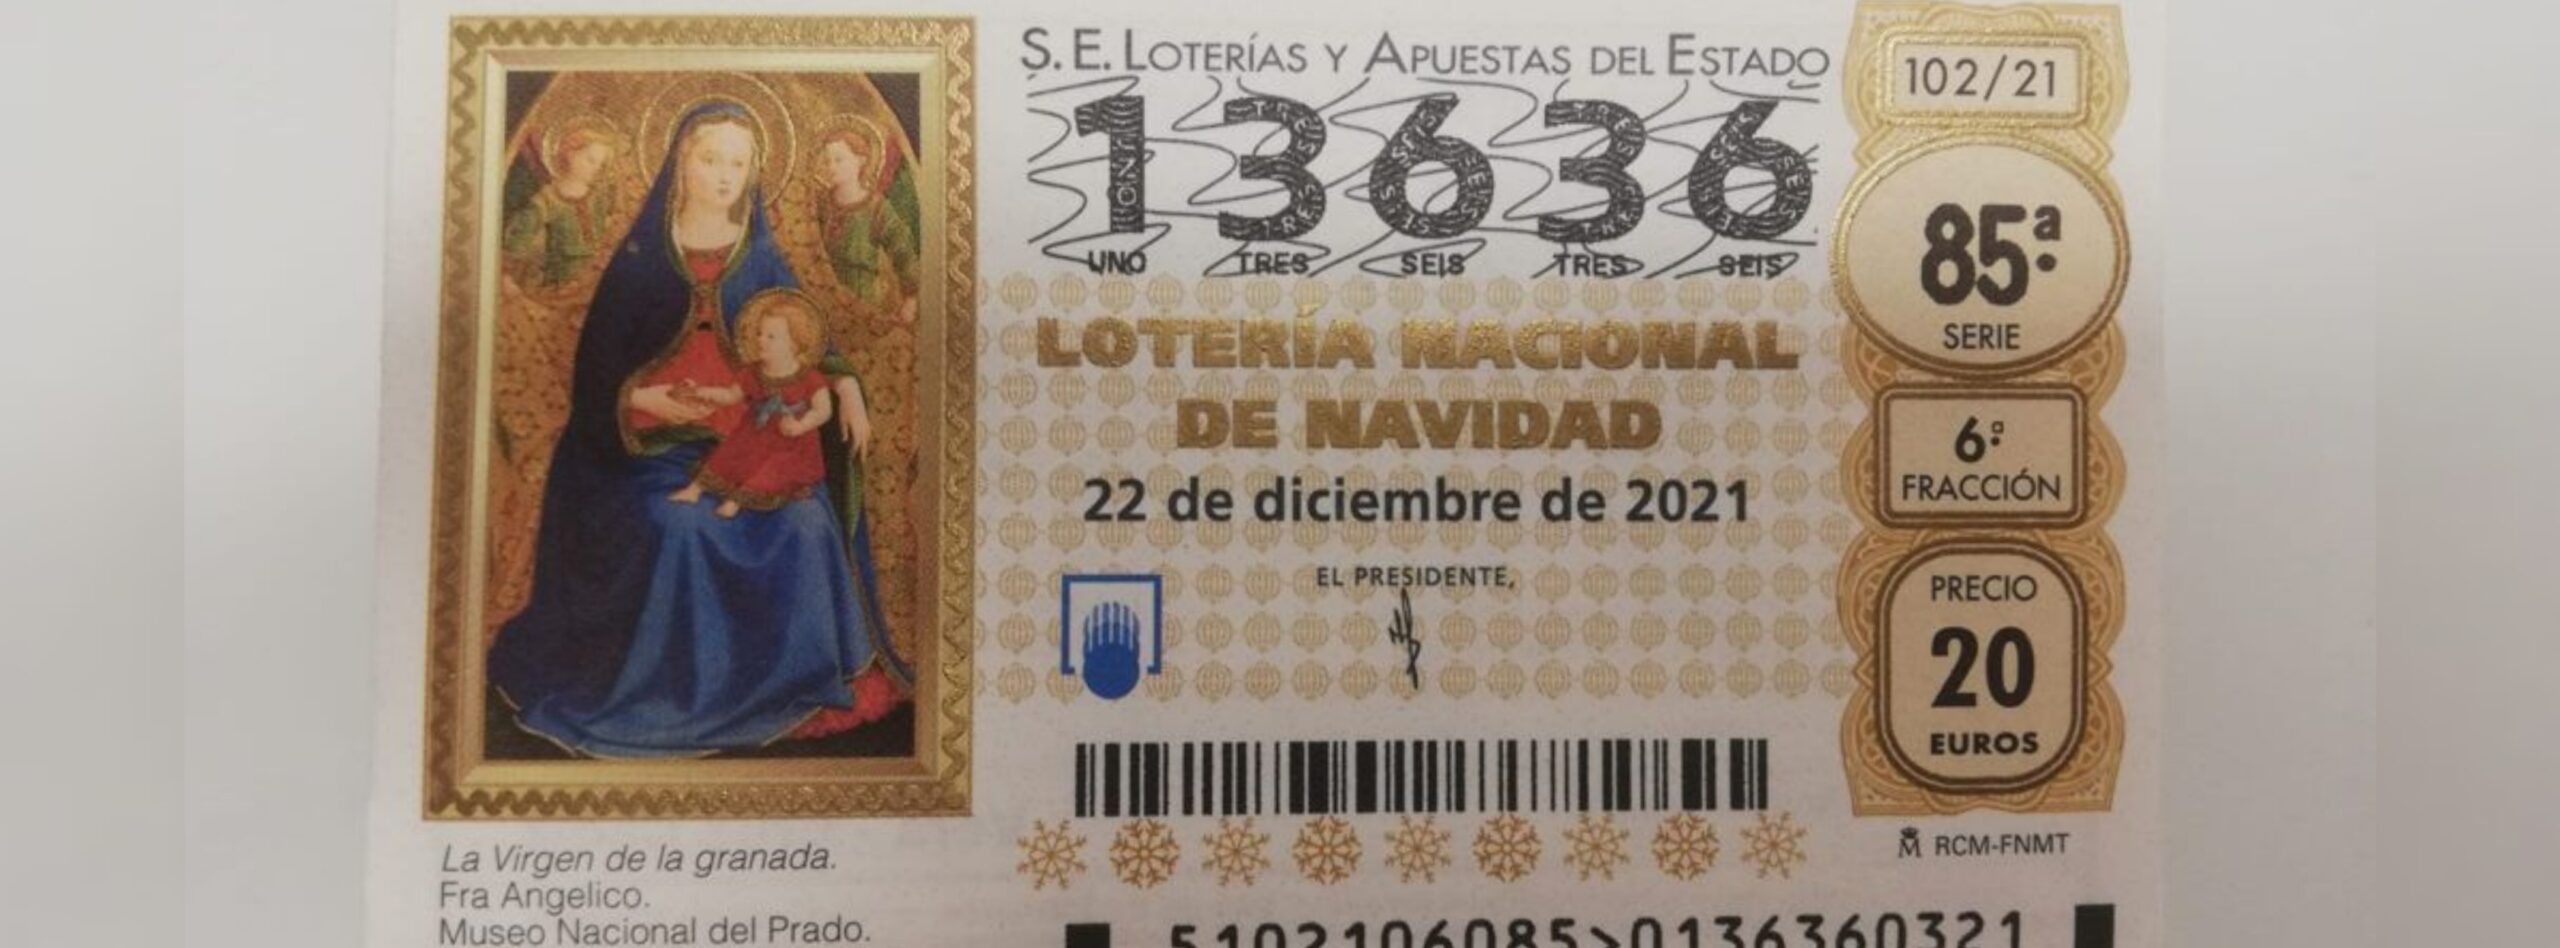 S. E. LOTERÍAS Y APUESTAS DEL ESTADO
13636
UNO TRES SEIS TRES SEIS
LOTERÍA NACIONAL
DE NAVIDAD
22 de diciembre de 2021
EL PRESIDENTE,
102/21
85ª
SERIE
6ª
FRACCIÓN
PRECIO
20
EUROS
RCM-FNMT
La Virgen de la granada.
Fra Angelico.
Museo Nacional del Prado.
5102106085>0136360321